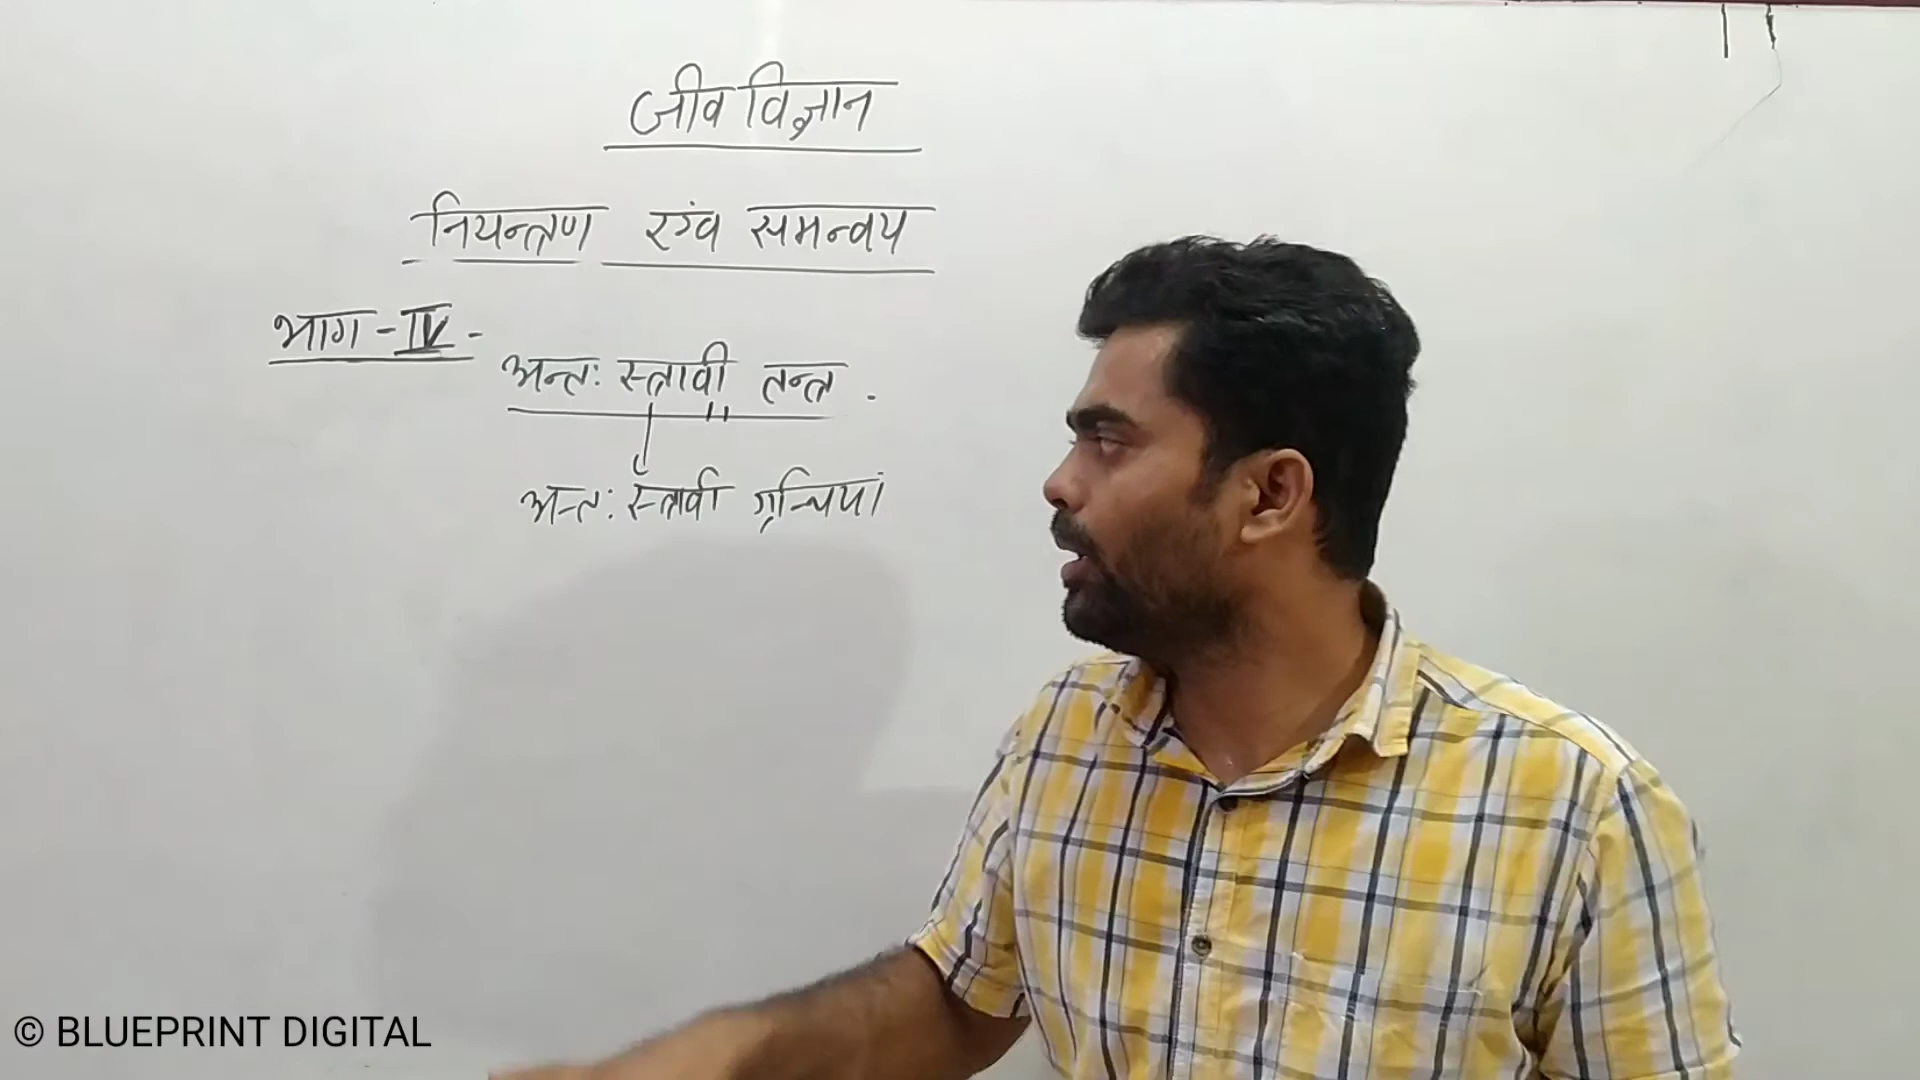 जीव विज्ञान
नियन्त्रण एवं समन्वय
भाग - IV -
अन्तः स्त्रावी तन्त्र .
अन्तः स्त्रावी ग्रन्थियां
© BLUEPRINT DIGITAL